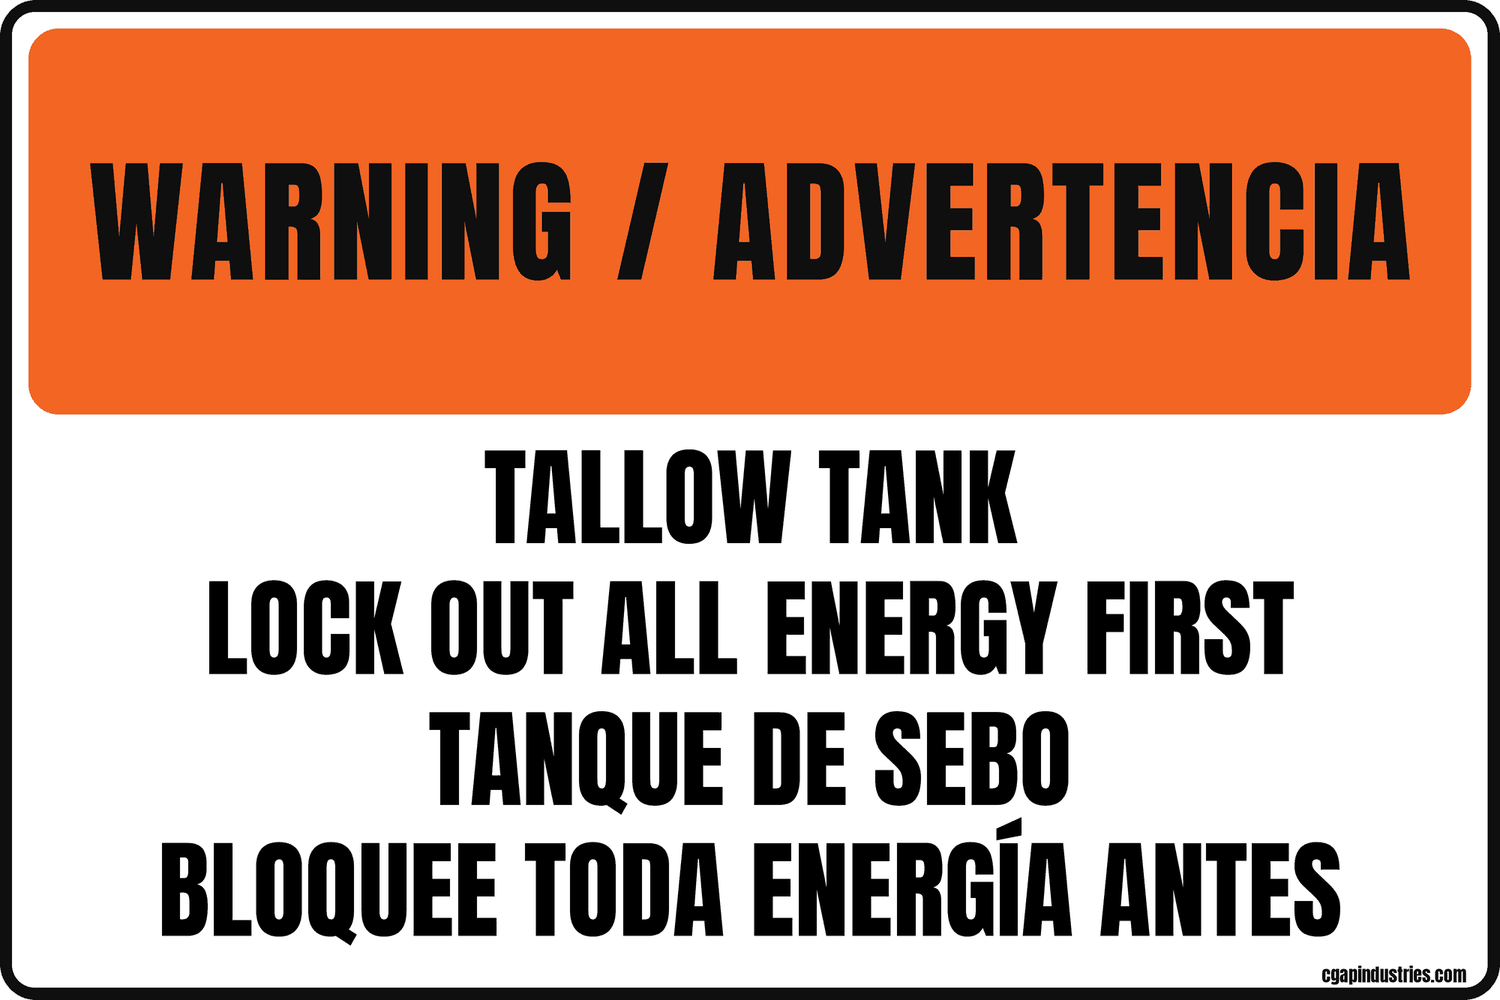 WARNING / ADVERTENCIA
TALLOW TANK
LOCK OUT ALL ENERGY FIRST
TANQUE DE SEBO
BLOQUEE TODA ENERGÍA ANTES
cgapindustries.com